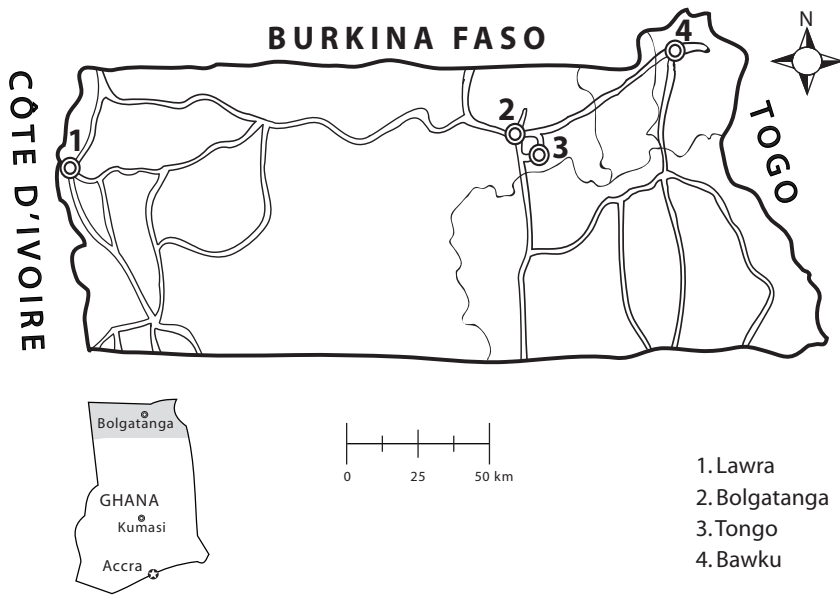 BURKINA FASO
N
CÔTE D'IVOIRE
TOGO
1
2
3
4
Bolgatanga
GHANA
Kumasi
Accra
0 25 50 km
1. Lawra
2. Bolgatanga
3. Tongo
4. Bawku